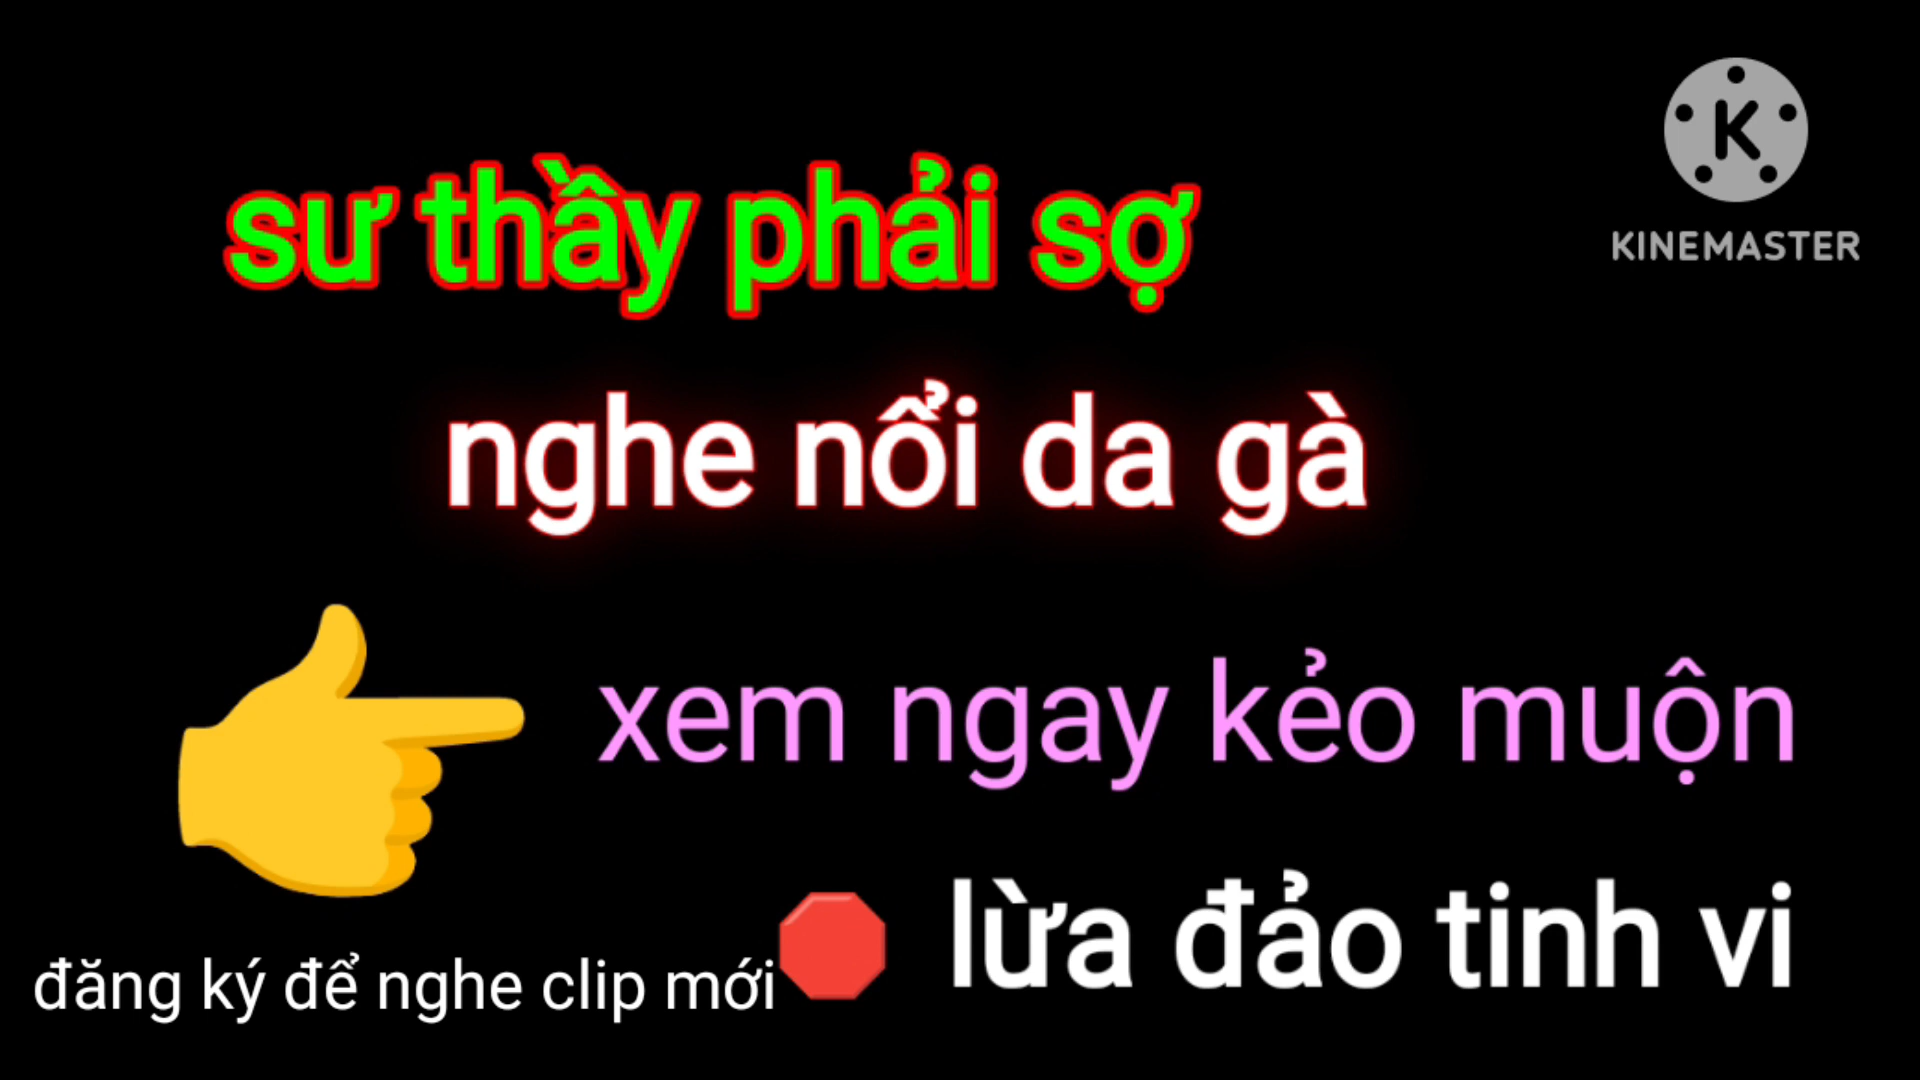 sư thầy phải sợ
KINEMASTER
nghe nổi da gà
xem ngay kẻo muộn
lừa đảo tinh vi
đăng ký để nghe clip mới